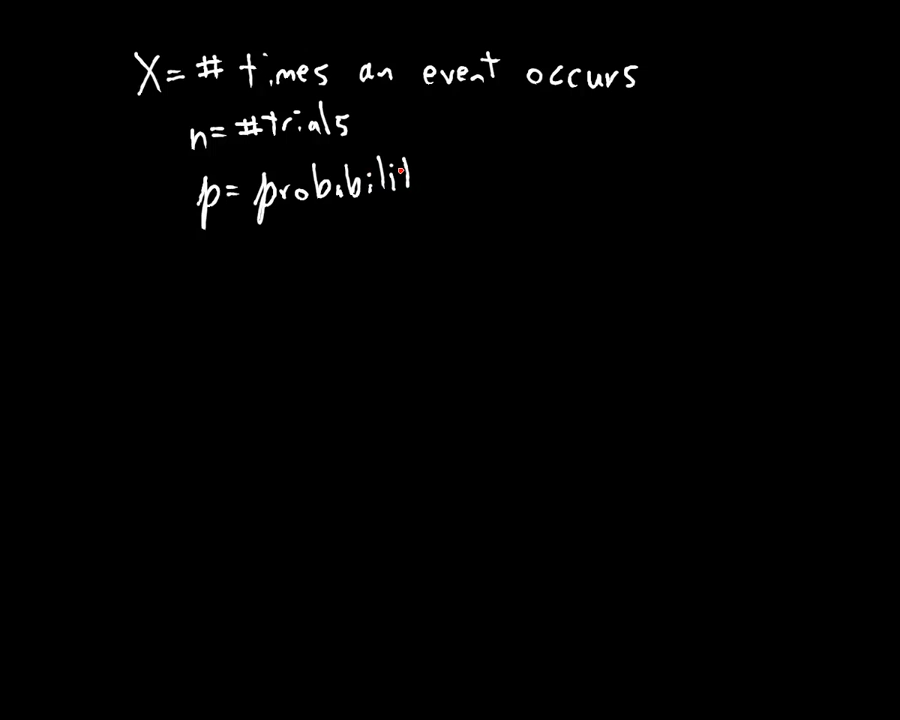 X = # times an event occurs
n = # trials
p = probabilit